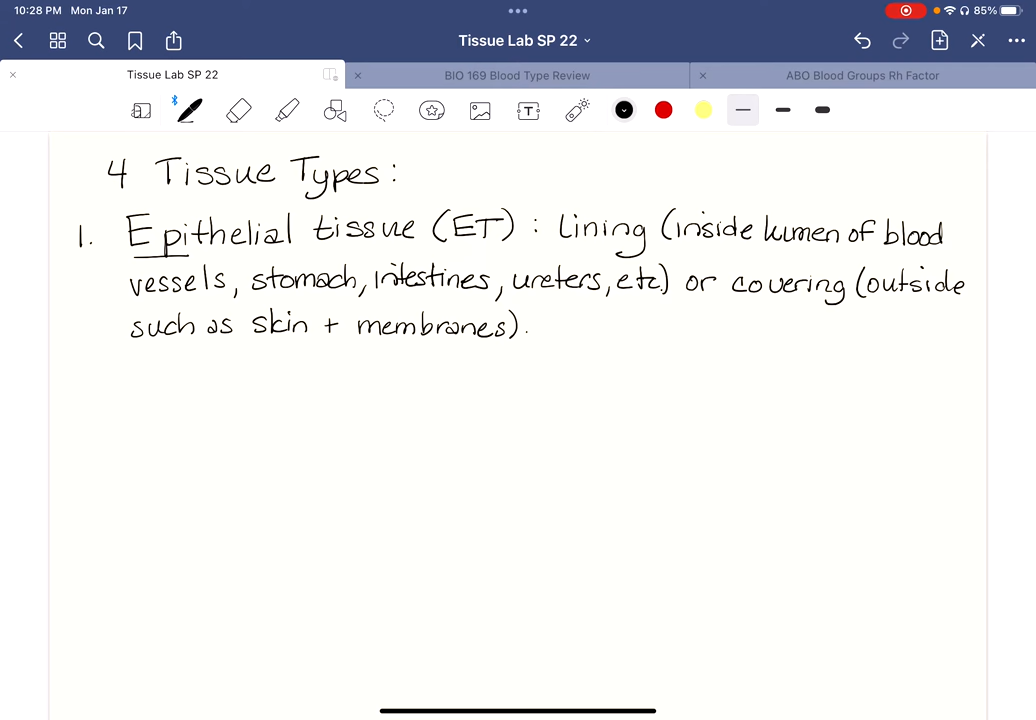 10:28 PM Mon Jan 17 85%
Tissue Lab SP 22
Tissue Lab SP 22 BIO 169 Blood Type Review ABO Blood Groups Rh Factor
T
4 Tissue Types:
1. Epithelial tissue (ET): Lining (inside lumen of blood
vessels, stomach, intestines, ureters, etc.) or covering (outside
such as skin + membranes).